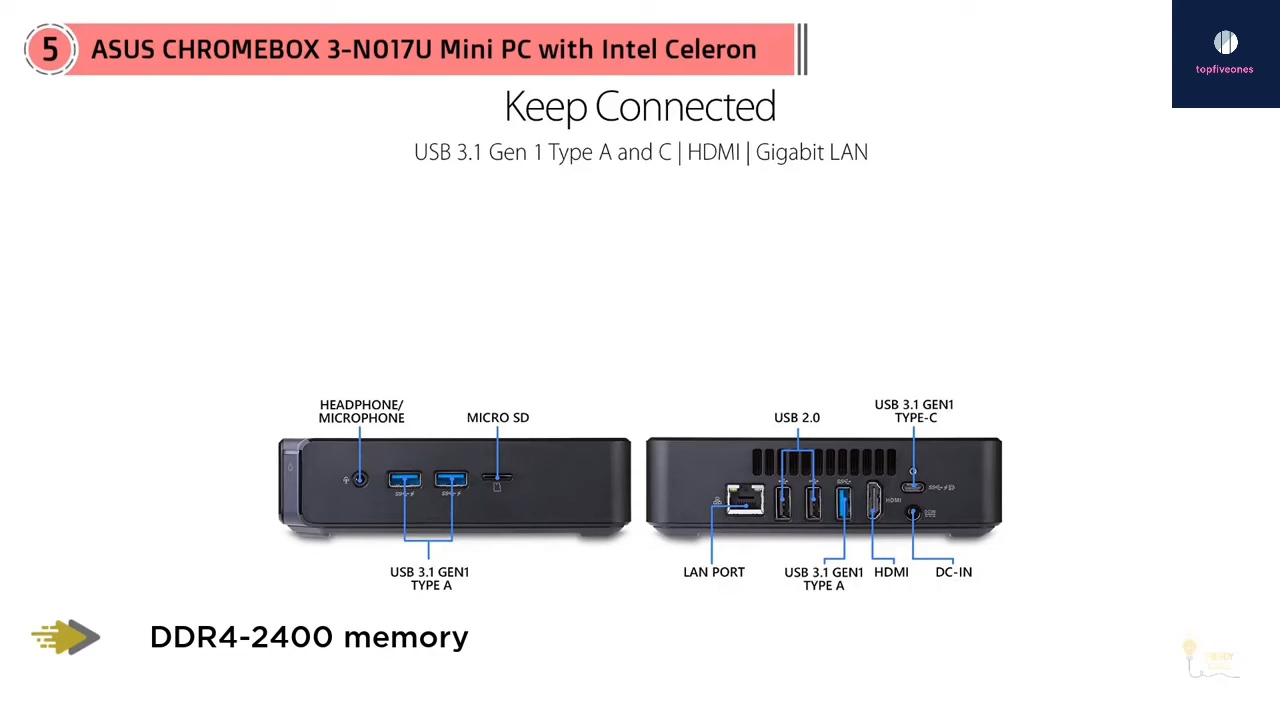 5 ASUS CHROMEBOX 3-N017U Mini PC with Intel Celeron
topfiveones
Keep Connected
USB 3.1 Gen 1 Type A and C | HDMI | Gigabit LAN
HEADPHONE/
MICROPHONE
MICRO SD
USB 2.0
USB 3.1 GEN1
TYPE-C
HDMI
USB 3.1 GEN1
TYPE A
LAN PORT
USB 3.1 GEN1
TYPE A
HDMI
DC-IN
DDR4-2400 memory